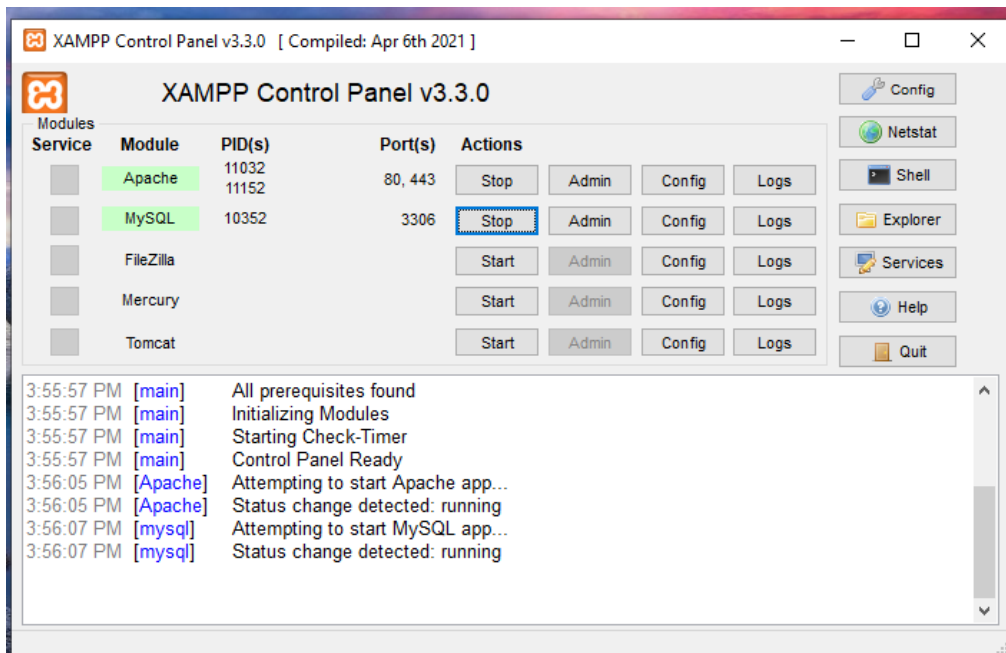 XAMPP Control Panel v3.3.0 [ Compiled: Apr 6th 2021 ]
XAMPP Control Panel v3.3.0
Config
Modules
Service Module PID(s) Port(s) Actions
Netstat
Apache 11032 80, 443 Stop Admin Config Logs
11152
Shell
MySQL 10352 3306 Stop Admin Config Logs
Explorer
FileZilla Start Admin Config Logs
Services
Mercury Start Admin Config Logs
Help
Tomcat Start Admin Config Logs
Quit
3:55:57 PM [main] All prerequisites found
3:55:57 PM [main] Initializing Modules
3:55:57 PM [main] Starting Check-Timer
3:55:57 PM [main] Control Panel Ready
3:56:05 PM [Apache] Attempting to start Apache app...
3:56:05 PM [Apache] Status change detected: running
3:56:07 PM [mysql] Attempting to start MySQL app...
3:56:07 PM [mysql] Status change detected: running